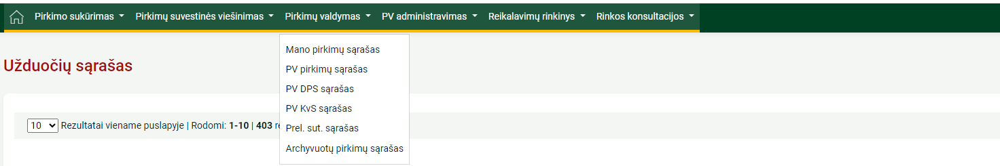 Pirkimo sukūrimas Pirkimų suvestinės viešinimas Pirkimų valdymas PV administravimas Reikalavimų rinkinys Rinkos konsultacijos
Mano pirkimų sąrašas
PV pirkimų sąrašas
PV DPS sąrašas
PV KvS sąrašas
Prel. sut. sąrašas
Archyvuotų pirkimų sąrašas
Užduočių sąrašas
10 Rezultatai viename puslapyje | Rodomi: 1-10 | 403